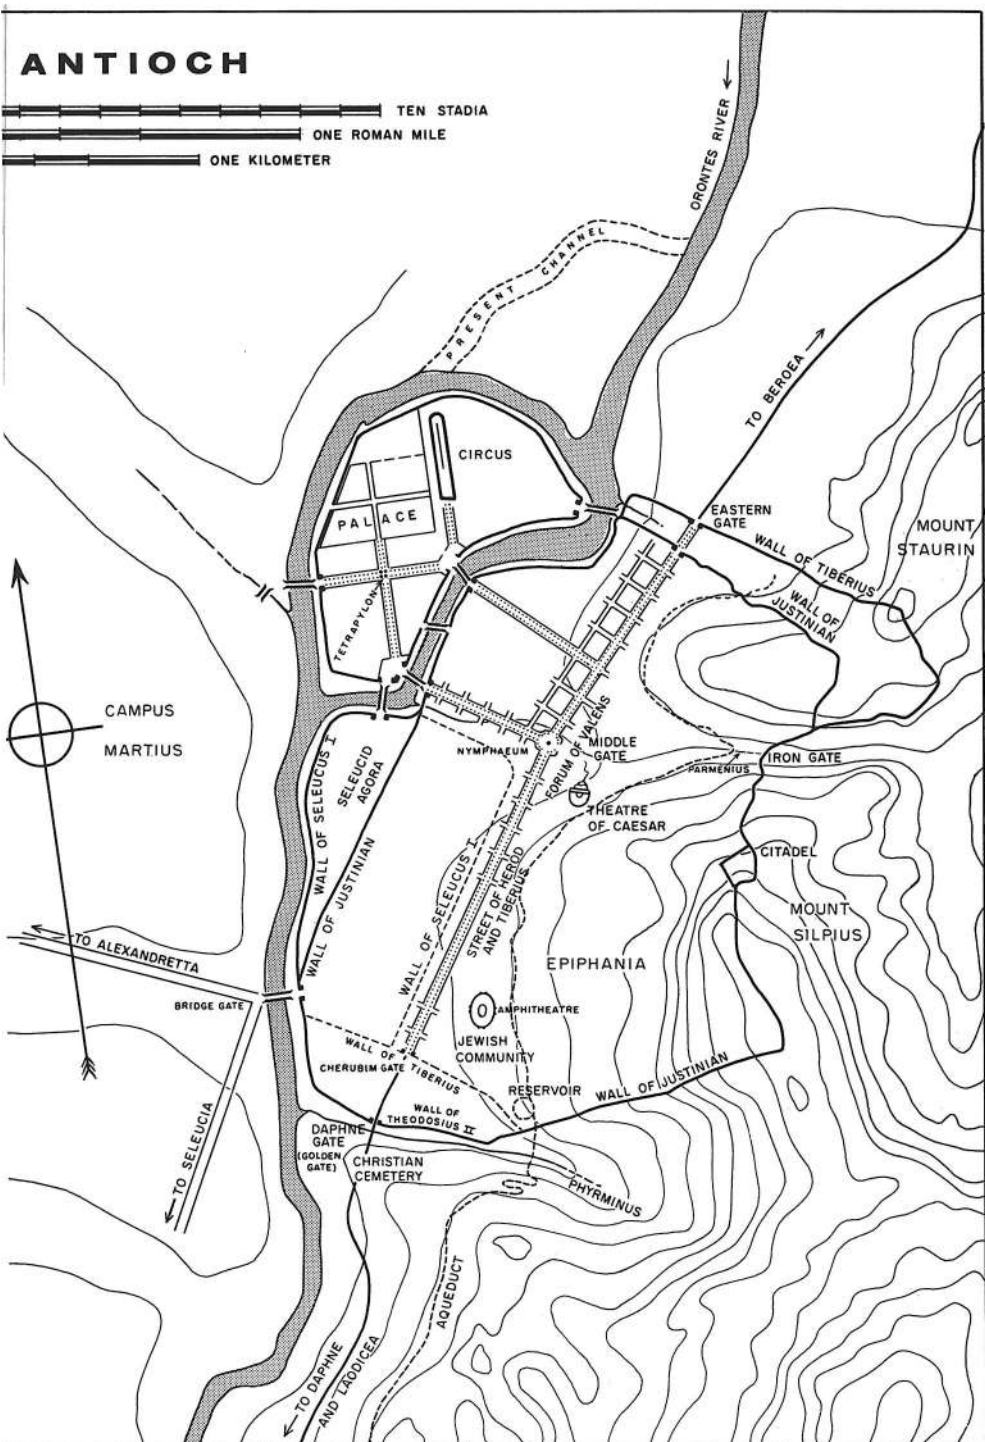 ANTIOCH
TEN STADIA
ONE ROMAN MILE
ONE KILOMETER
ORONTES RIVER
PRESENT CHANNEL
TO BEROEA
CIRCUS
PALACE
EASTERN
GATE
MOUNT
STAURIN
WALL OF TIBERIUS
WALL OF
JUSTINIAN
TETRAPYLON
CAMPUS
MARTIUS
NYMPHAEUM
FORUM OF VALENS
MIDDLE
GATE
IRON GATE
PARMENIUS
WALL OF SELEUCUS I
SELEUCID
AGORA
THEATRE
OF CAESAR
CITADEL
WALL OF JUSTINIAN
WALL OF SELEUCUS I
STREET OF HEROD
AND TIBERIUS
MOUNT
SILPIUS
TO ALEXANDRETTA
EPIPHANIA
BRIDGE GATE
AMPHITHEATRE
JEWISH
COMMUNITY
WALL OF TIBERIUS
CHERUBIM GATE
RESERVOIR
WALL OF JUSTINIAN
WALL OF
THEODOSIUS II
DAPHNE
GATE
(GOLDEN
GATE)
CHRISTIAN
CEMETERY
TO SELEUCIA
PHYRMINUS
AQUEDUCT
TO DAPHNE
AND LAODICEA